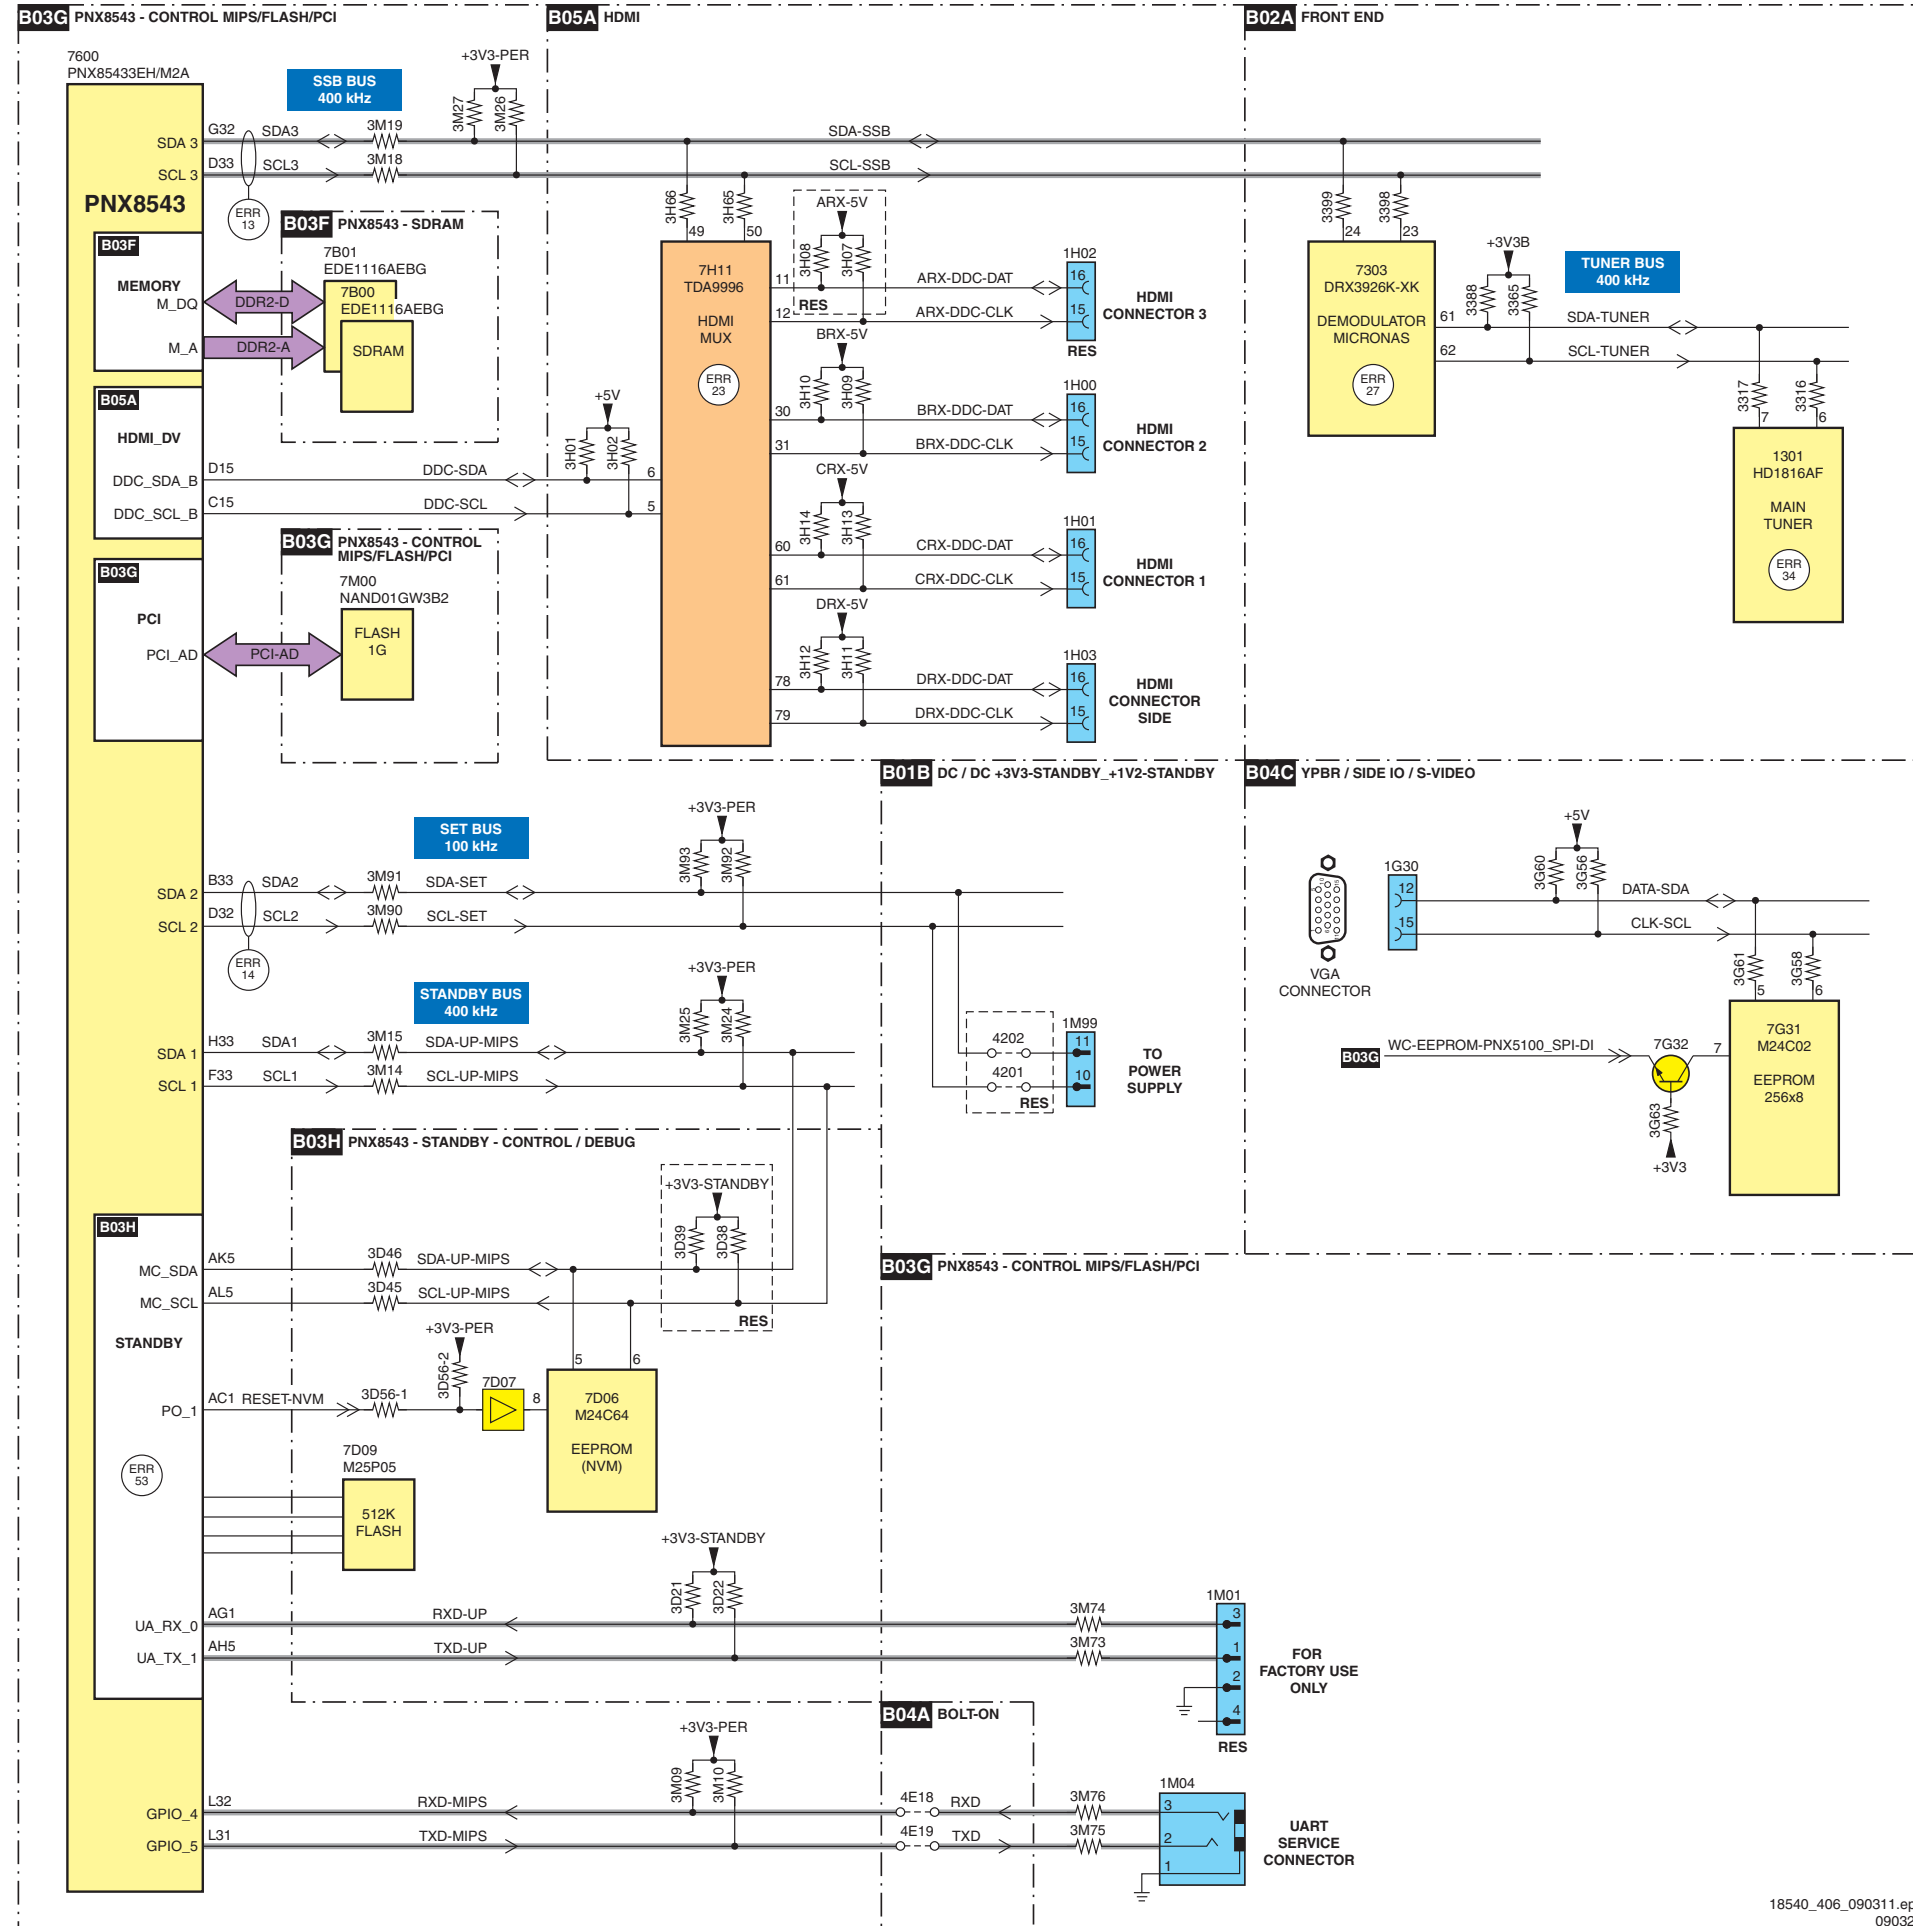 B03G PNX8543 - CONTROL MIPS/FLASH/PCI
B05A HDMI
B02A FRONT END
7600
PNX85433EH/M2A
SSB BUS
400 kHz
+3V3-PER
3M27
3M26
SDA 3
G32
SDA3
3M19
SDA-SSB
SCL 3
D33
SCL3
3M18
SCL-SSB
PNX8543
ERR
13
B03F
MEMORY
M_DQ
M_A
DDR2-D
DDR2-A
B03F PNX8543 - SDRAM
7B01
EDE1116AEBG
7B00
EDE1116AEBG
SDRAM
B05A
HDMI_DV
DDC_SDA_B
D15
DDC-SDA
DDC_SCL_B
C15
DDC-SCL
+5V
3H01
3H02
6
5
B03G
PCI
PCI_AD
PCI-AD
B03G PNX8543 - CONTROL
MIPS/FLASH/PCI
7M00
NAND01GW3B2
FLASH
1G
3H66
3H65
49
50
7H11
TDA9996
HDMI
MUX
ERR
23
ARX-5V
3H08
3H07
RES
11
ARX-DDC-DAT
12
ARX-DDC-CLK
1H02
16
15
HDMI
CONNECTOR 3
RES
BRX-5V
3H10
3H09
30
BRX-DDC-DAT
31
BRX-DDC-CLK
1H00
16
15
HDMI
CONNECTOR 2
CRX-5V
3H14
3H13
60
CRX-DDC-DAT
61
CRX-DDC-CLK
1H01
16
15
HDMI
CONNECTOR 1
DRX-5V
3H12
3H11
78
DRX-DDC-DAT
79
DRX-DDC-CLK
1H03
16
15
HDMI
CONNECTOR
SIDE
3399
3398
24
23
7303
DRX3926K-XK
DEMODULATOR
MICRONAS
ERR
27
+3V3B
3388
3365
TUNER BUS
400 kHz
61
SDA-TUNER
62
SCL-TUNER
3317
3316
7
6
1301
HD1816AF
MAIN
TUNER
ERR
34
B01B DC / DC +3V3-STANDBY_+1V2-STANDBY
B04C YPBR / SIDE IO / S-VIDEO
SET BUS
100 kHz
+3V3-PER
3M93
3M92
SDA 2
B33
SDA2
3M91
SDA-SET
SCL 2
D32
SCL2
3M90
SCL-SET
ERR
14
STANDBY BUS
400 kHz
+3V3-PER
3M25
3M24
SDA 1
H33
SDA1
3M15
SDA-UP-MIPS
SCL 1
F33
SCL1
3M14
SCL-UP-MIPS
4202
4201
RES
1M99
11
10
TO
POWER
SUPPLY
VGA
CONNECTOR
1G30
12
15
+5V
3G60
3G56
DATA-SDA
CLK-SCL
3G61
3G58
5
6
7G31
M24C02
EEPROM
256x8
B03G WC-EEPROM-PNX5100_SPI-DI
7G32
7
3G63
+3V3
B03H PNX8543 - STANDBY - CONTROL / DEBUG
+3V3-STANDBY
3D39
3D38
RES
B03H
MC_SDA
AK5
3D46
SDA-UP-MIPS
MC_SCL
AL5
3D45
SCL-UP-MIPS
STANDBY
+3V3-PER
3D56-2
PO_1
AC1
RESET-NVM
3D56-1
7D07
8
5
6
7D06
M24C64
EEPROM
(NVM)
ERR
53
7D09
M25P05
512K
FLASH
B03G PNX8543 - CONTROL MIPS/FLASH/PCI
+3V3-STANDBY
3D21
3D22
UA_RX_0
AG1
RXD-UP
3M74
UA_TX_1
AH5
TXD-UP
3M73
1M01
3
1
2
4
FOR
FACTORY USE
ONLY
RES
B04A BOLT-ON
+3V3-PER
3M09
3M10
GPIO_4
L32
RXD-MIPS
4E18
RXD
3M76
GPIO_5
L31
TXD-MIPS
4E19
TXD
3M75
1M04
3
2
1
UART
SERVICE
CONNECTOR
18540_406_090311.ep
09032